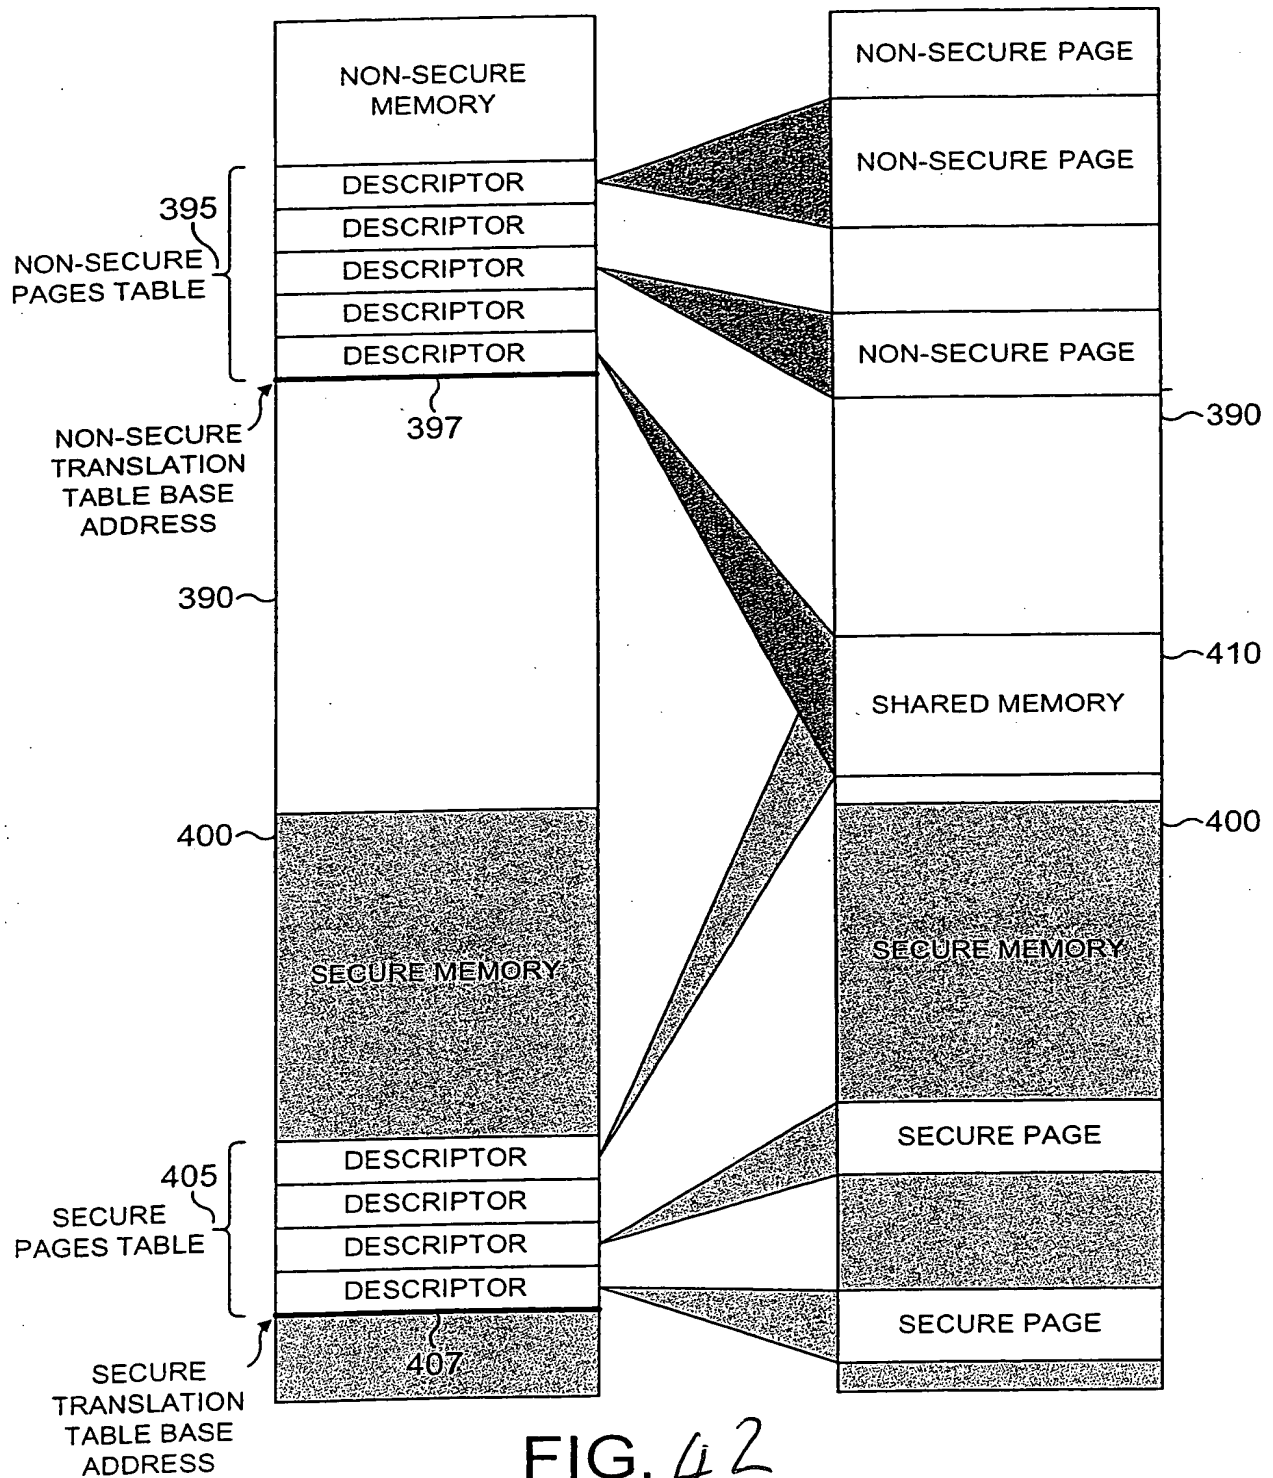 NON-SECURE
MEMORY
DESCRIPTOR
DESCRIPTOR
DESCRIPTOR
DESCRIPTOR
DESCRIPTOR
395
NON-SECURE
PAGES TABLE
397
NON-SECURE
TRANSLATION
TABLE BASE
ADDRESS
390
400
SECURE MEMORY
DESCRIPTOR
DESCRIPTOR
DESCRIPTOR
DESCRIPTOR
405
SECURE
PAGES TABLE
407
SECURE
TRANSLATION
TABLE BASE
ADDRESS
NON-SECURE PAGE
NON-SECURE PAGE
NON-SECURE PAGE
390
410
SHARED MEMORY
400
SECURE MEMORY
SECURE PAGE
SECURE PAGE
FIG. 42